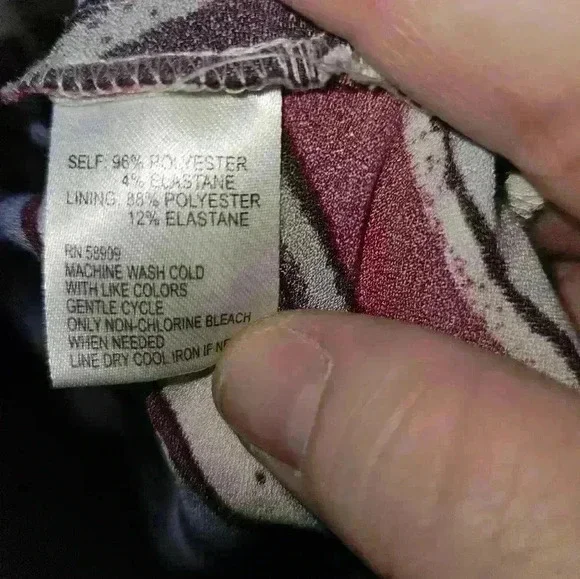 SELF: 96% POLYESTER
4% ELASTANE
LINING: 88% POLYESTER
12% ELASTANE
RN 58909
MACHINE WASH COLD
WITH LIKE COLORS
GENTLE CYCLE
ONLY NON-CHLORINE BLEACH
WHEN NEEDED
LINE DRY COOL IRON IF